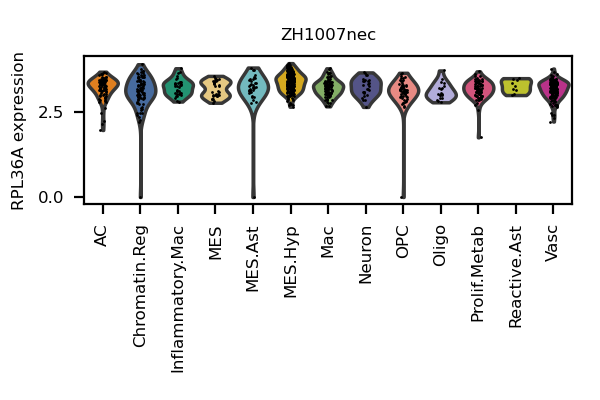 ZH1007nec
RPL36A expression
2.5
0.0
AC
Chromatin.Reg
Inflammatory.Mac
MES
MES.Ast
MES.Hyp
Mac
Neuron
OPC
Oligo
Prolif.Metab
Reactive.Ast
Vasc